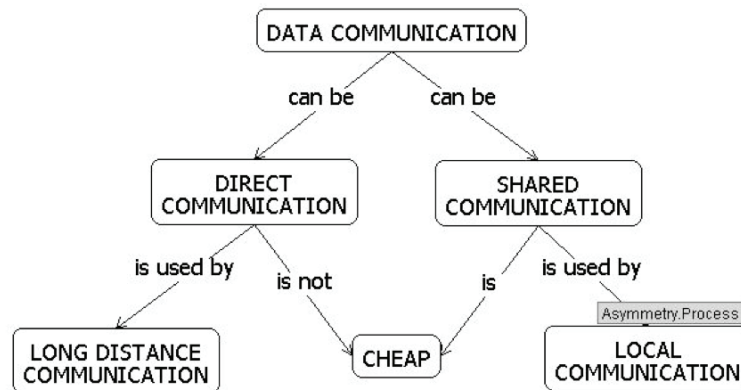 DATA COMMUNICATION
can be
can be
DIRECT
COMMUNICATION
SHARED
COMMUNICATION
is used by
is not
is
is used by
Asymmetry.Process
LONG DISTANCE
COMMUNICATION
CHEAP
LOCAL
COMMUNICATION